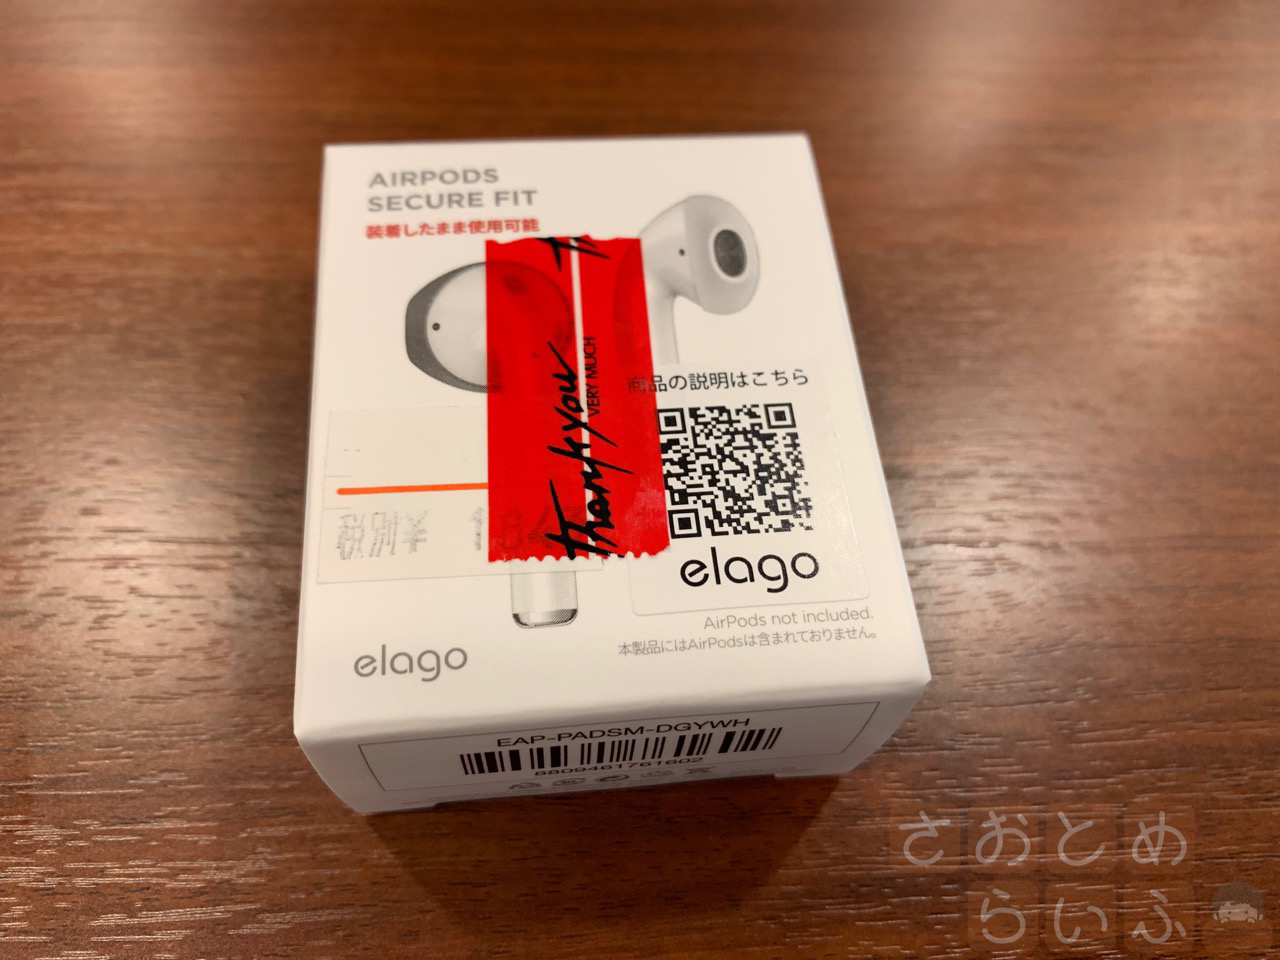 AIRPODS
SECURE FIT
装着したまま使用可能
Thank you
VERY MUCH
商品の説明はこちら
elago
税別¥
AirPods not included.
本製品にはAirPodsは含まれておりません。
elago
EAP-PADSM-DGYWH
8809461761602
さおとめ
らいふ